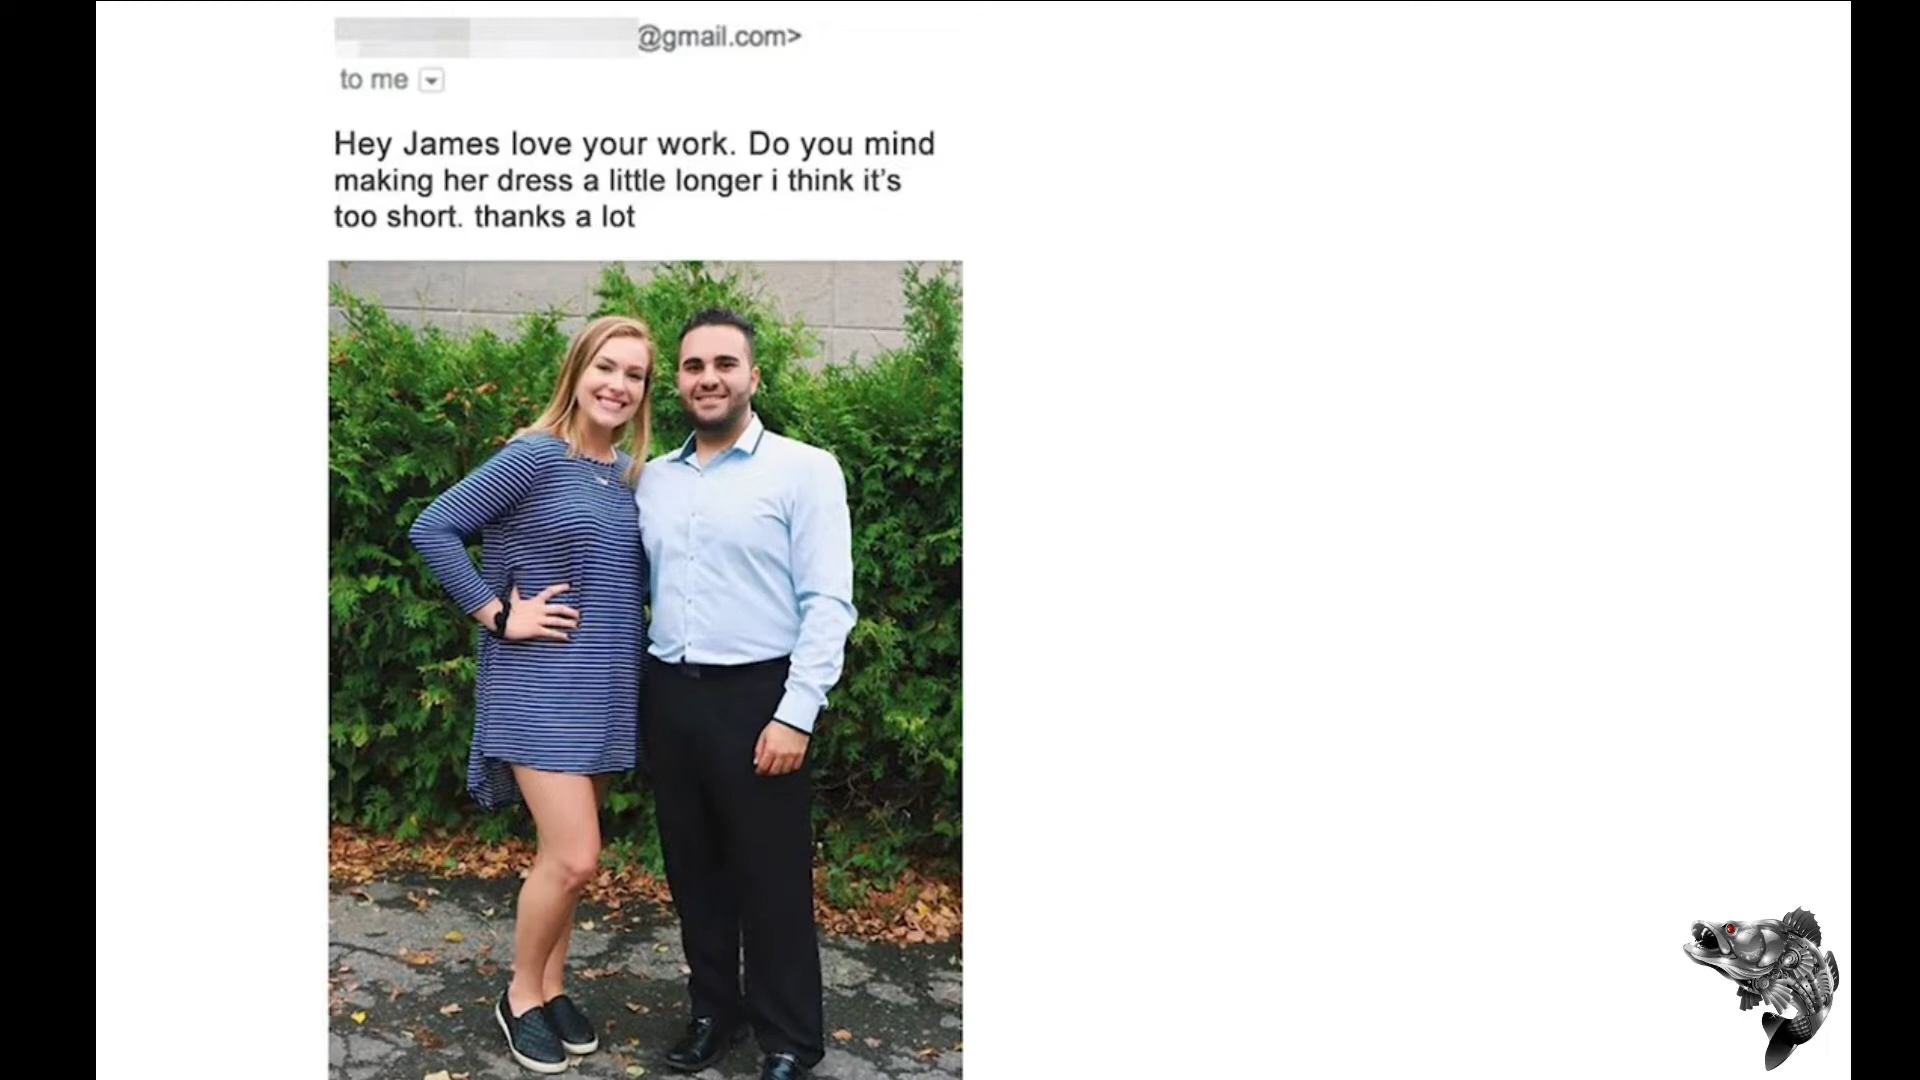 @gmail.com>
to me
Hey James love your work. Do you mind
making her dress a little longer i think it's
too short. thanks a lot